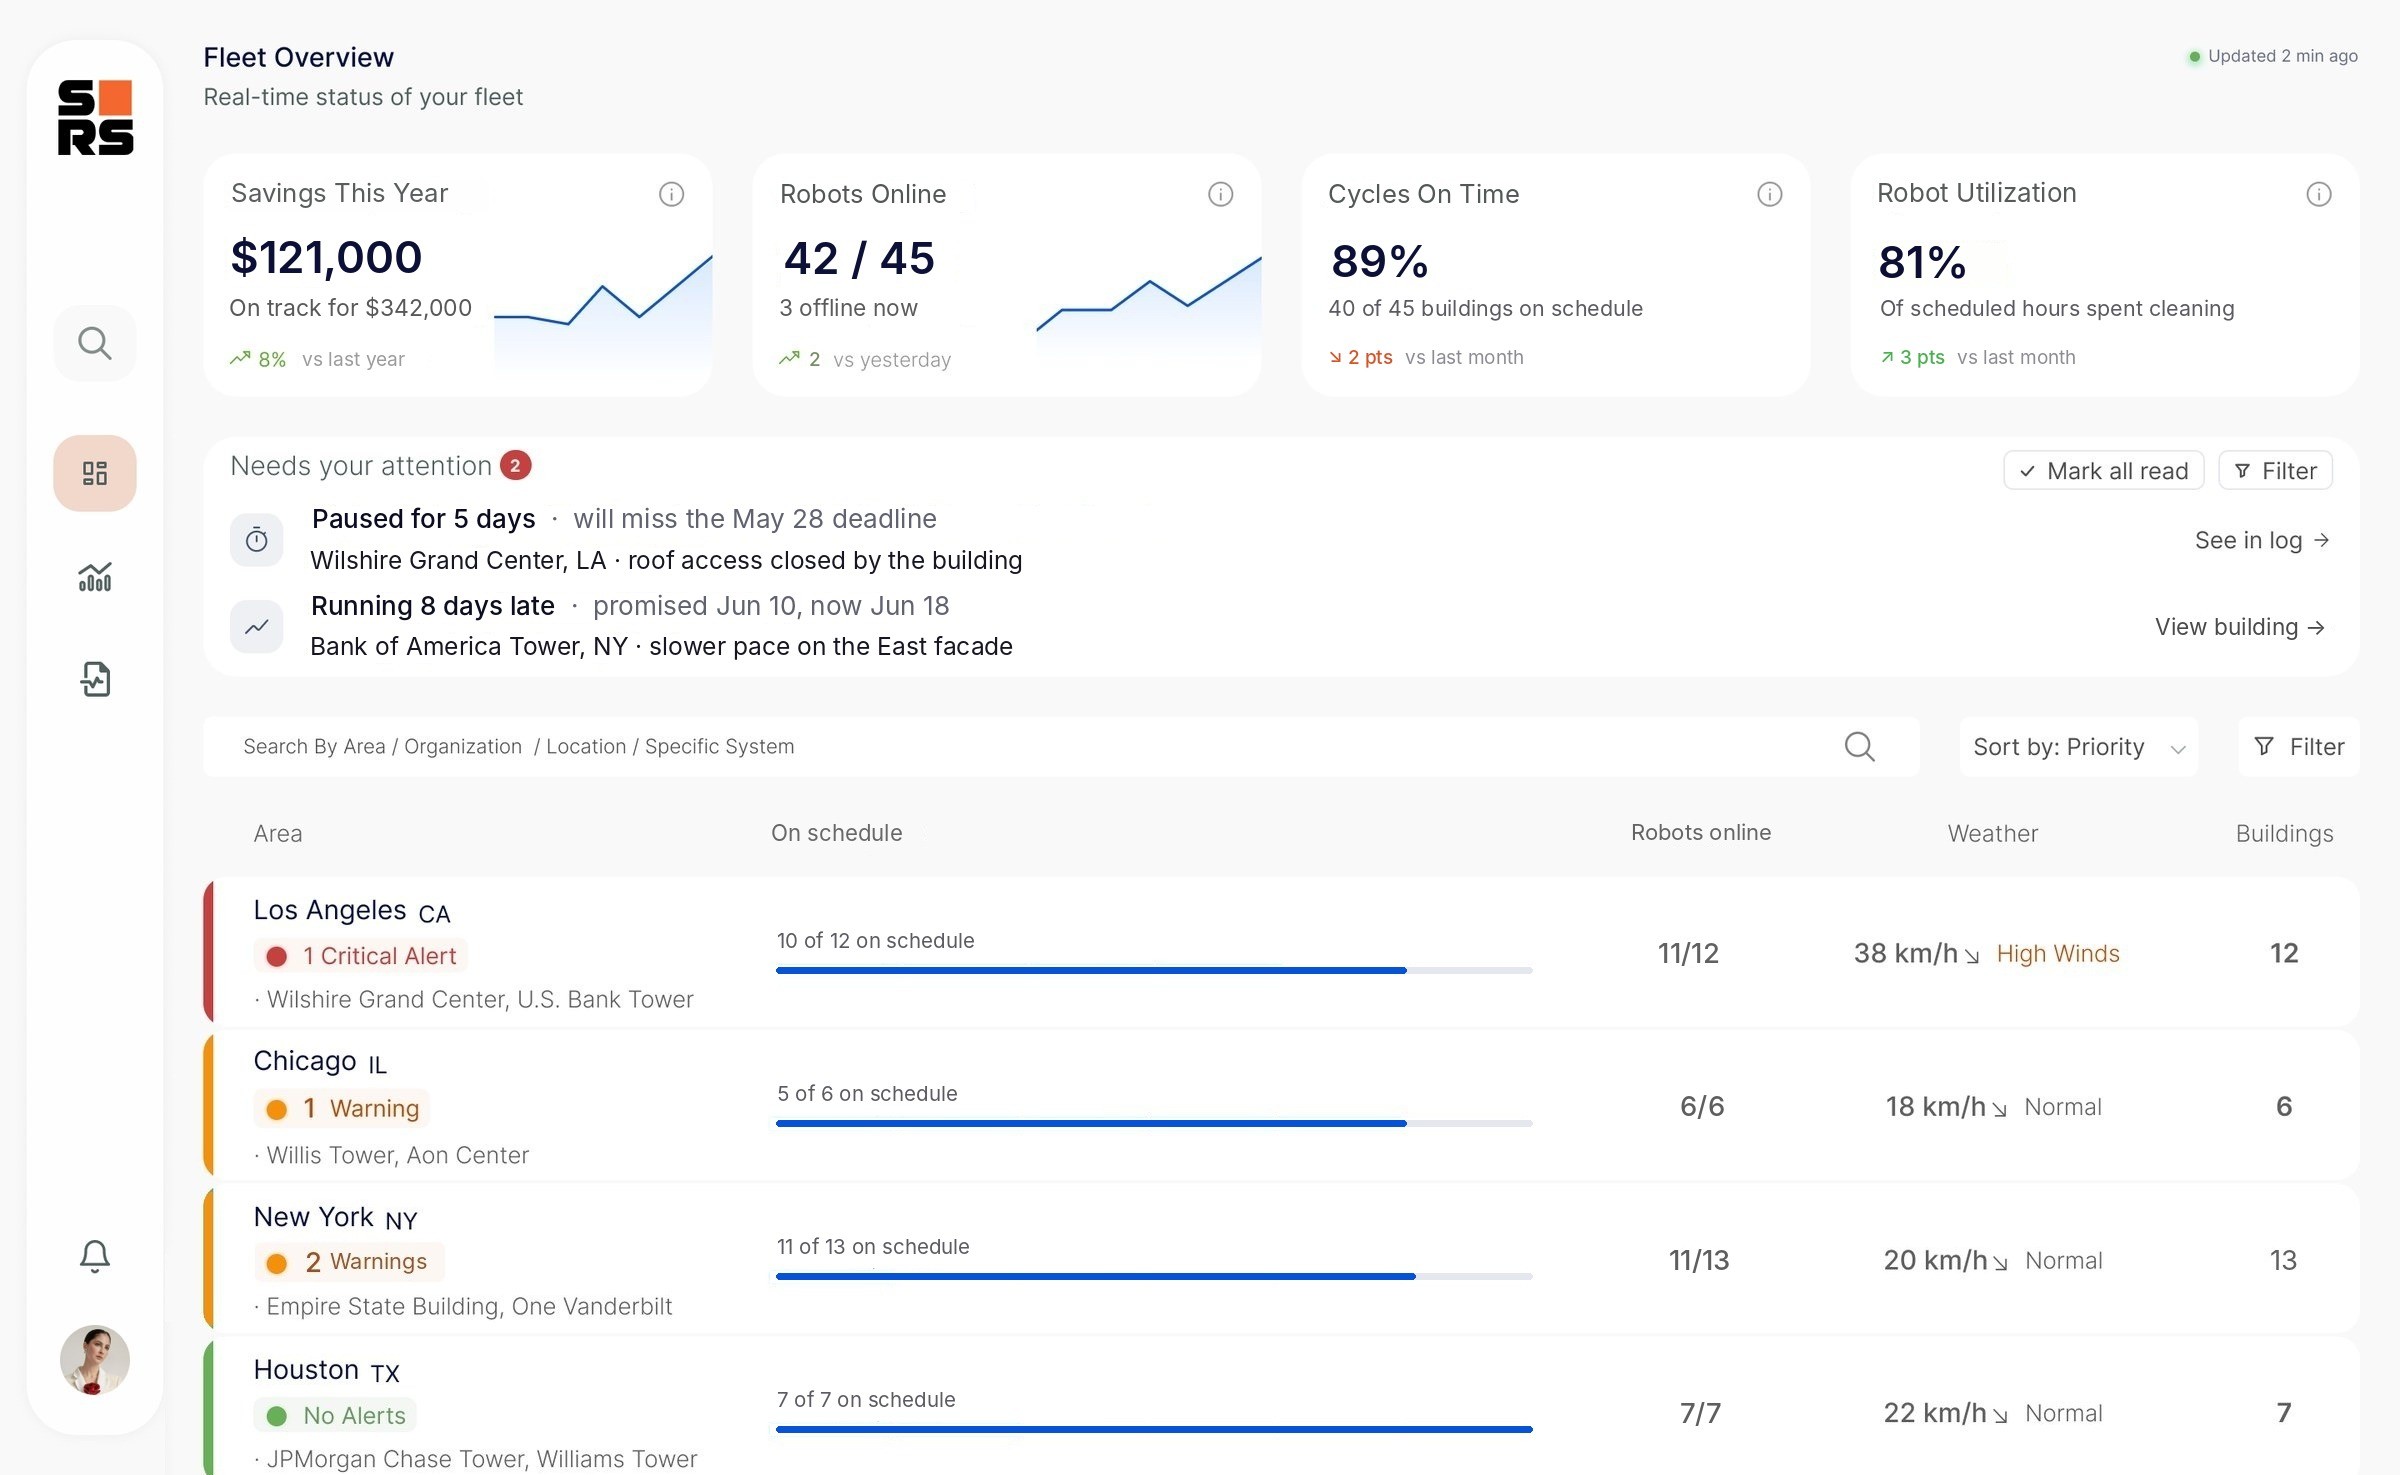 S RS
Fleet Overview
Updated 2 min ago
Real-time status of your fleet
Savings This Year
$121,000
On track for $342,000
8% vs last year
Robots Online
42 / 45
3 offline now
2 vs yesterday
Cycles On Time
89%
40 of 45 buildings on schedule
2 pts vs last month
Robot Utilization
81%
Of scheduled hours spent cleaning
3 pts vs last month
Needs your attention 2
Mark all read
Filter
Paused for 5 days · will miss the May 28 deadline
Wilshire Grand Center, LA · roof access closed by the building
See in log →
Running 8 days late · promised Jun 10, now Jun 18
Bank of America Tower, NY · slower pace on the East facade
View building →
Search By Area / Organization / Location / Specific System
Sort by: Priority
Filter
Area On schedule Robots online Weather Buildings
Los Angeles CA
1 Critical Alert
· Wilshire Grand Center, U.S. Bank Tower
10 of 12 on schedule
11/12
38 km/h ↘ High Winds
12
Chicago IL
1 Warning
· Willis Tower, Aon Center
5 of 6 on schedule
6/6
18 km/h ↘ Normal
6
New York NY
2 Warnings
· Empire State Building, One Vanderbilt
11 of 13 on schedule
11/13
20 km/h ↘ Normal
13
Houston TX
No Alerts
· JPMorgan Chase Tower, Williams Tower
7 of 7 on schedule
7/7
22 km/h ↘ Normal
7